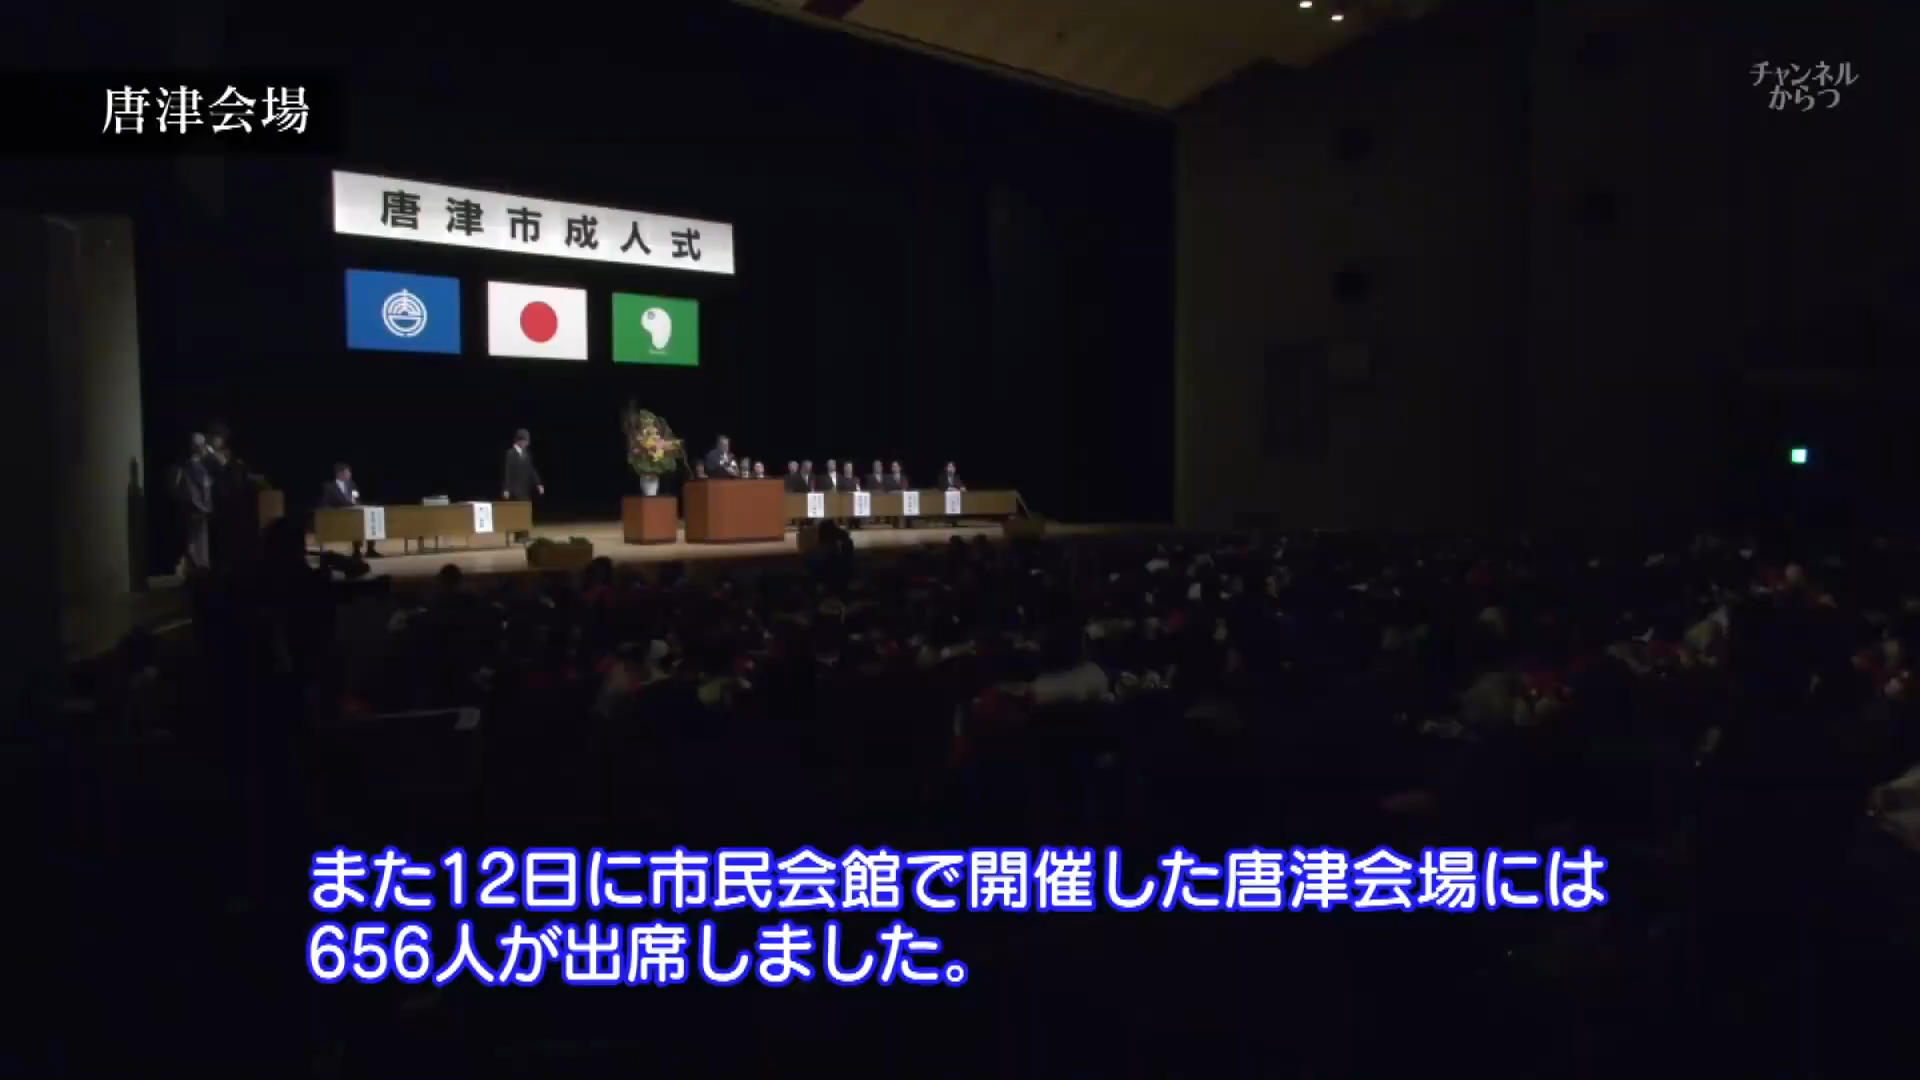 唐津会場
チャンネル
からつ
唐津市成人式
また12日に市民会館で開催した唐津会場には
656人が出席しました。